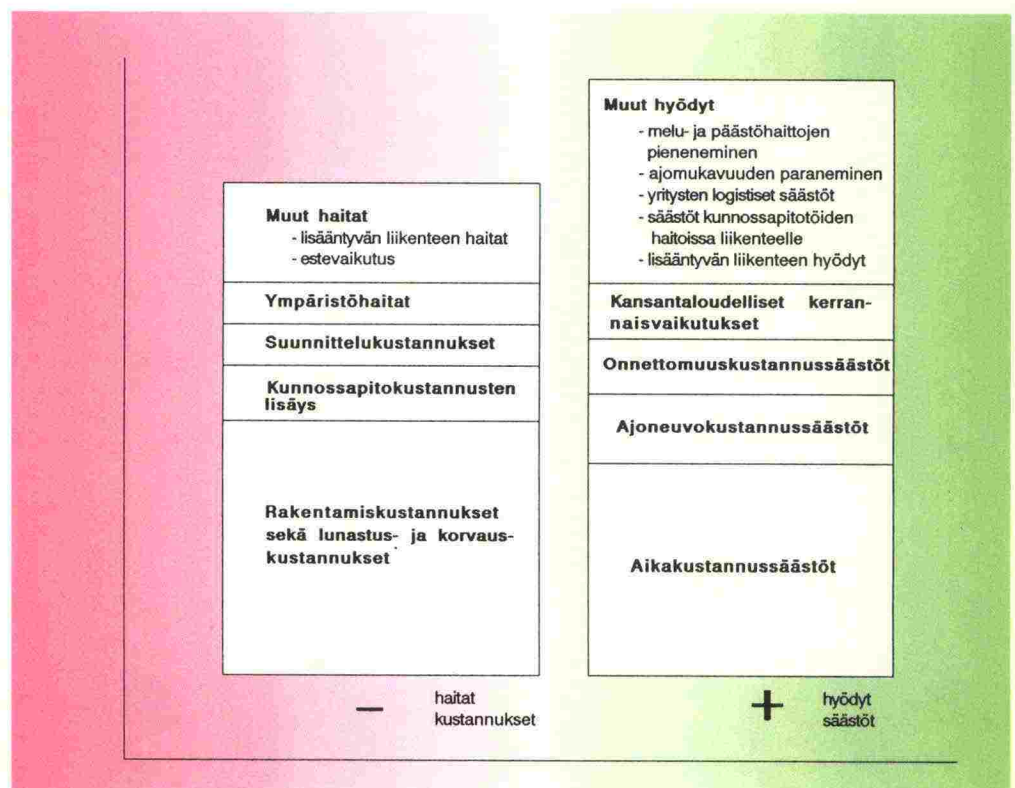 Muut haitat
- lisääntyvän liikenteen haitat
- estevaikutus
Ympäristöhaitat
Suunnittelukustannukset
Kunnossapitokustannusten
lisäys
Rakentamiskustannukset
sekä lunastus- ja korvaus-
kustannukset
− haitat
kustannukset
Muut hyödyt
- melu- ja päästöhaittojen
pieneneminen
- ajomukavuuden paraneminen
- yritysten logistiset säästöt
- säästöt kunnossapitotöiden
haitoissa liikenteelle
- lisääntyvän liikenteen hyödyt
Kansantaloudelliset kerran-
naisvaikutukset
Onnettomuuskustannussäästöt
Ajoneuvokustannussäästöt
Aikakustannussäästöt
+ hyödyt
säästöt